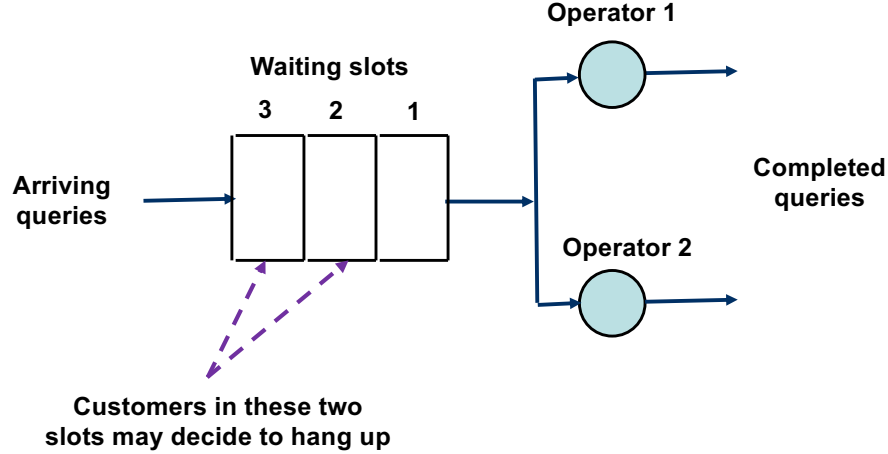 Operator 1
Waiting slots
3 2 1
Arriving
queries
Completed
queries
Operator 2
Customers in these two
slots may decide to hang up